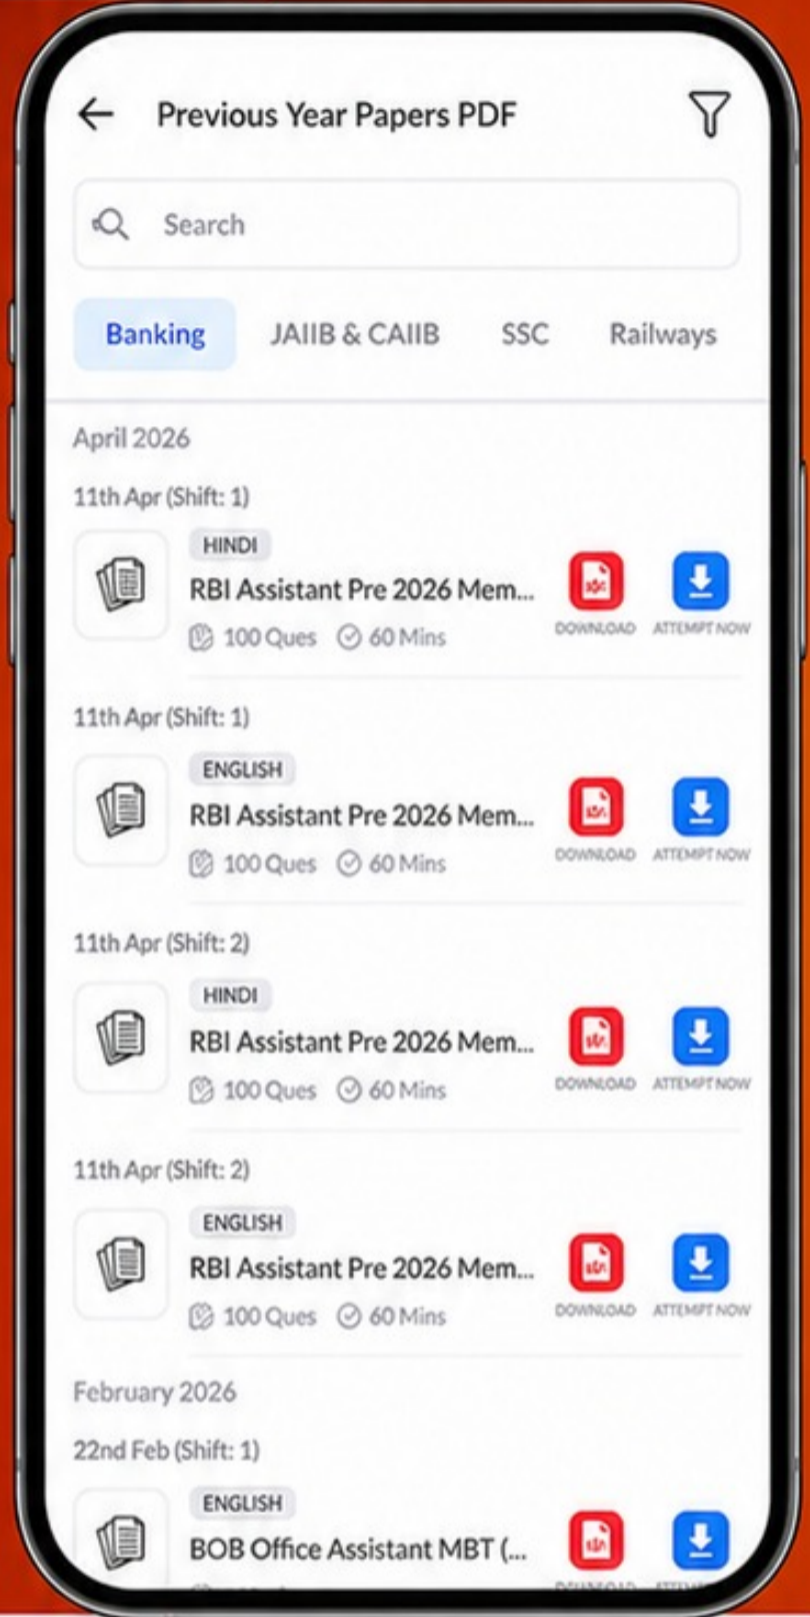 Previous Year Papers PDF
Search
Banking JAIIB & CAIIB SSC Railways
April 2026
11th Apr (Shift: 1)
HINDI
RBI Assistant Pre 2026 Mem...
100 Ques 60 Mins
DOWNLOAD ATTEMPT NOW
11th Apr (Shift: 1)
ENGLISH
RBI Assistant Pre 2026 Mem...
100 Ques 60 Mins
DOWNLOAD ATTEMPT NOW
11th Apr (Shift: 2)
HINDI
RBI Assistant Pre 2026 Mem...
100 Ques 60 Mins
DOWNLOAD ATTEMPT NOW
11th Apr (Shift: 2)
ENGLISH
RBI Assistant Pre 2026 Mem...
100 Ques 60 Mins
DOWNLOAD ATTEMPT NOW
February 2026
22nd Feb (Shift: 1)
ENGLISH
BOB Office Assistant MBT (...